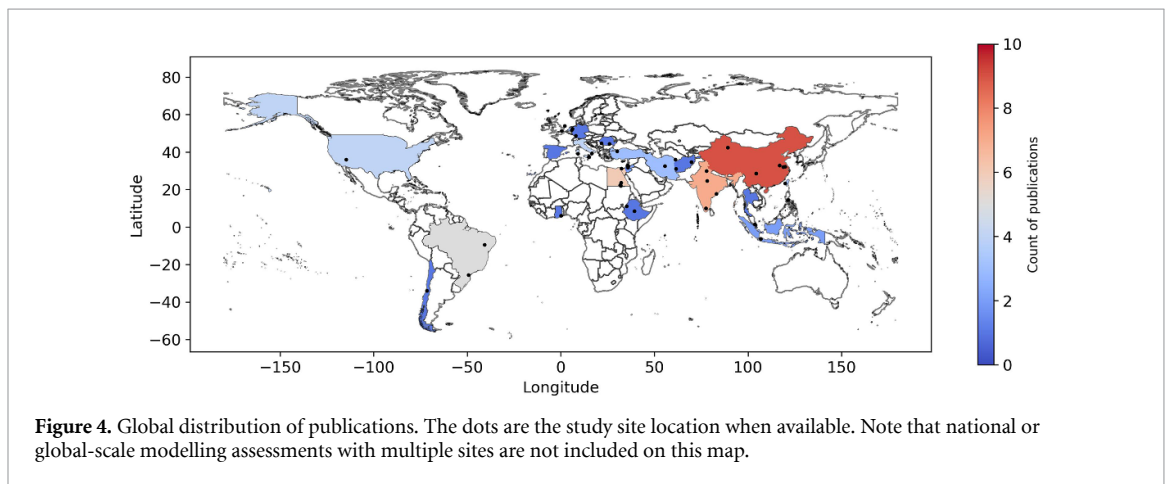 80
60
40
20
0
−20
−40
−60
Latitude
−150 −100 −50 0 50 100 150
Longitude
10
8
6
4
2
0
Count of publications
Figure 4. Global distribution of publications. The dots are the study site location when available. Note that national or
global-scale modelling assessments with multiple sites are not included on this map.